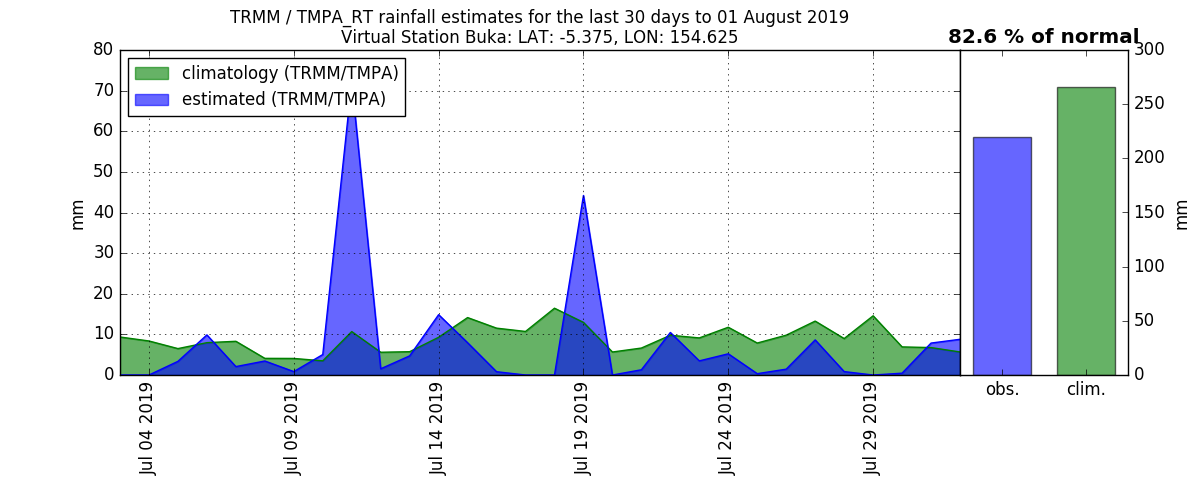 TRMM / TMPA_RT rainfall estimates for the last 30 days to 01 August 2019
Virtual Station Buka: LAT: -5.375, LON: 154.625
82.6 % of normal
climatology (TRMM/TMPA)
estimated (TRMM/TMPA)
80
70
60
50
40
30
20
10
0
mm
Jul 04 2019
Jul 09 2019
Jul 14 2019
Jul 19 2019
Jul 24 2019
Jul 29 2019
obs.
clim.
300
250
200
150
100
50
0
mm